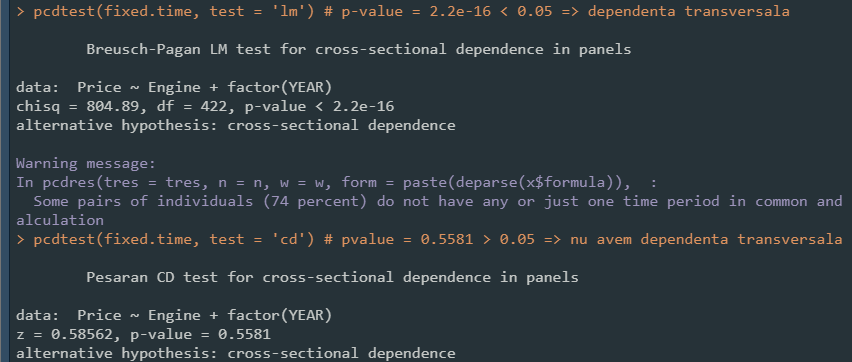 > pcdtest(fixed.time, test = 'lm') # p-value = 2.2e-16 < 0.05 => dependenta transversala
Breusch-Pagan LM test for cross-sectional dependence in panels
data:  Price ~ Engine + factor(YEAR)
chisq = 804.89, df = 422, p-value < 2.2e-16
alternative hypothesis: cross-sectional dependence
Warning message:
In pcdres(tres = tres, n = n, w = w, form = paste(deparse(x$formula)),  :
  Some pairs of individuals (74 percent) do not have any or just one time period in common and
alculation
> pcdtest(fixed.time, test = 'cd') # pvalue = 0.5581 > 0.05 => nu avem dependenta transversala
Pesaran CD test for cross-sectional dependence in panels
data:  Price ~ Engine + factor(YEAR)
z = 0.58562, p-value = 0.5581
alternative hypothesis: cross-sectional dependence